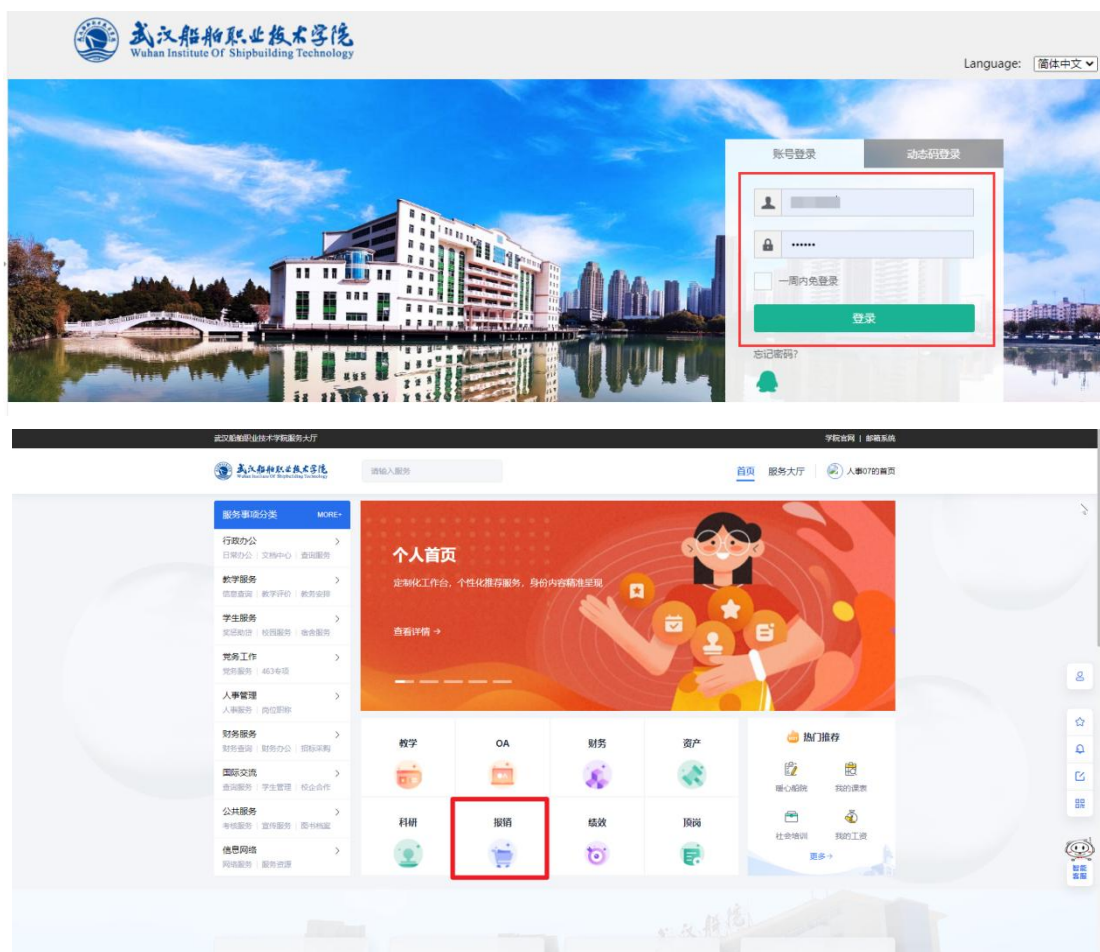 武汉船舶职业技术学院
Wuhan Institute Of Shipbuilding Technology
Language: 简体中文
账号登录 动态码登录
一周内免登录
登录
忘记密码?
武汉船舶职业技术学院服务大厅 学院官网 | 邮箱系统
武汉船舶职业技术学院
Wuhan Institute Of Shipbuilding Technology
请输入服务 首页 服务大厅 人事07的首页
服务事项分类 MORE+
行政办公
日常办公 | 文档中心 | 查询服务
教学服务
信息查询 | 教学评价 | 教务安排
学生服务
奖惩助贷 | 校园服务 | 宿舍服务
党务工作
党务服务 | 463专项
人事管理
人事服务 | 岗位职称
财务服务
财务查询 | 财务办公 | 招标采购
国际交流
查询服务 | 学生管理 | 校企合作
公共服务
考核服务 | 宣传服务 | 图书档案
信息网络
网络服务 | 服务资源
个人首页
定制化工作台,个性化推荐服务,身份内容精准呈现
查看详情 →
教学 OA 财务 资产
科研 报销 绩效 顶岗
热门推荐
暖心船院 我的课表
社会培训 我的工资
更多→
智能
客服